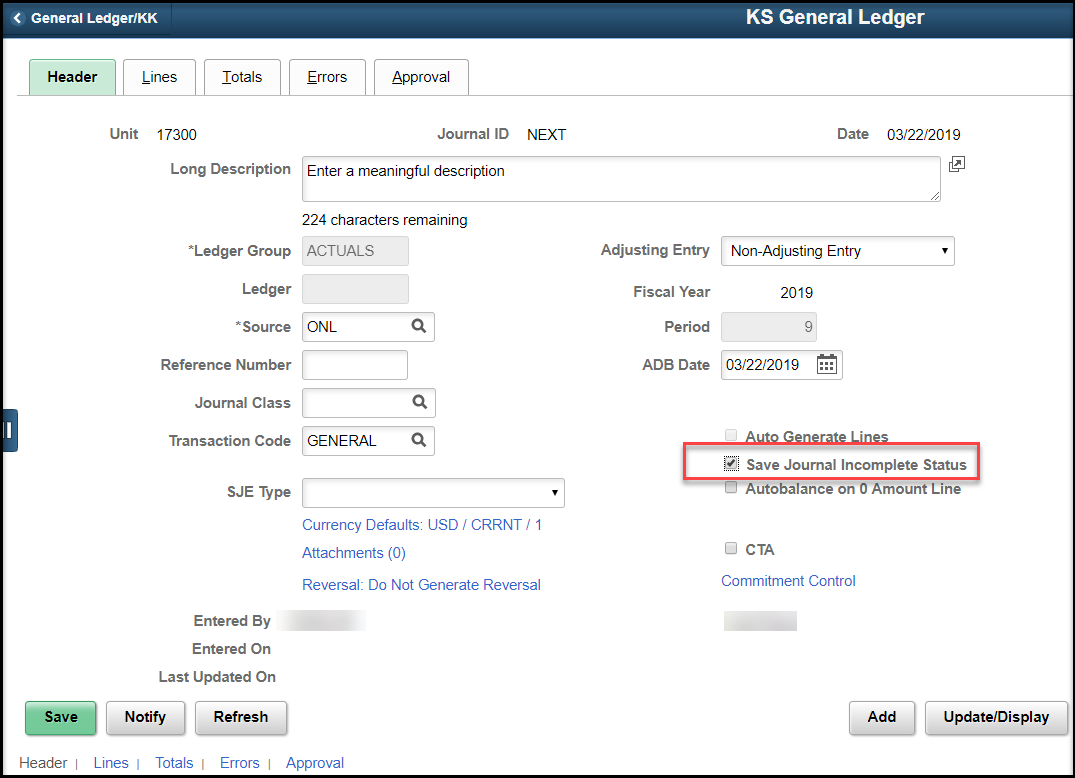 General Ledger/KK KS General Ledger
Header Lines Totals Errors Approval
Unit 17300 Journal ID NEXT Date 03/22/2019
Long Description Enter a meaningful description
224 characters remaining
*Ledger Group ACTUALS Adjusting Entry Non-Adjusting Entry
Ledger Fiscal Year 2019
*Source ONL Period 9
Reference Number ADB Date 03/22/2019
Journal Class
Auto Generate Lines
Transaction Code GENERAL
Save Journal Incomplete Status
SJE Type Autobalance on 0 Amount Line
Currency Defaults: USD / CRRNT / 1
Attachments (0) CTA
Reversal: Do Not Generate Reversal Commitment Control
Entered By
Entered On
Last Updated On
Save Notify Refresh Add Update/Display
Header | Lines | Totals | Errors | Approval